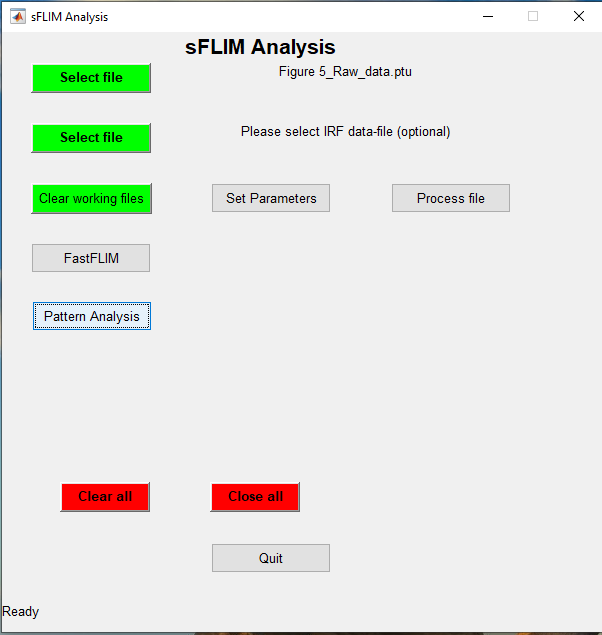 sFLIM Analysis
sFLIM Analysis
Select file
Figure 5_Raw_data.ptu
Select file
Please select IRF data-file (optional)
Clear working files
Set Parameters
Process file
FastFLIM
Pattern Analysis
Clear all
Close all
Quit
Ready